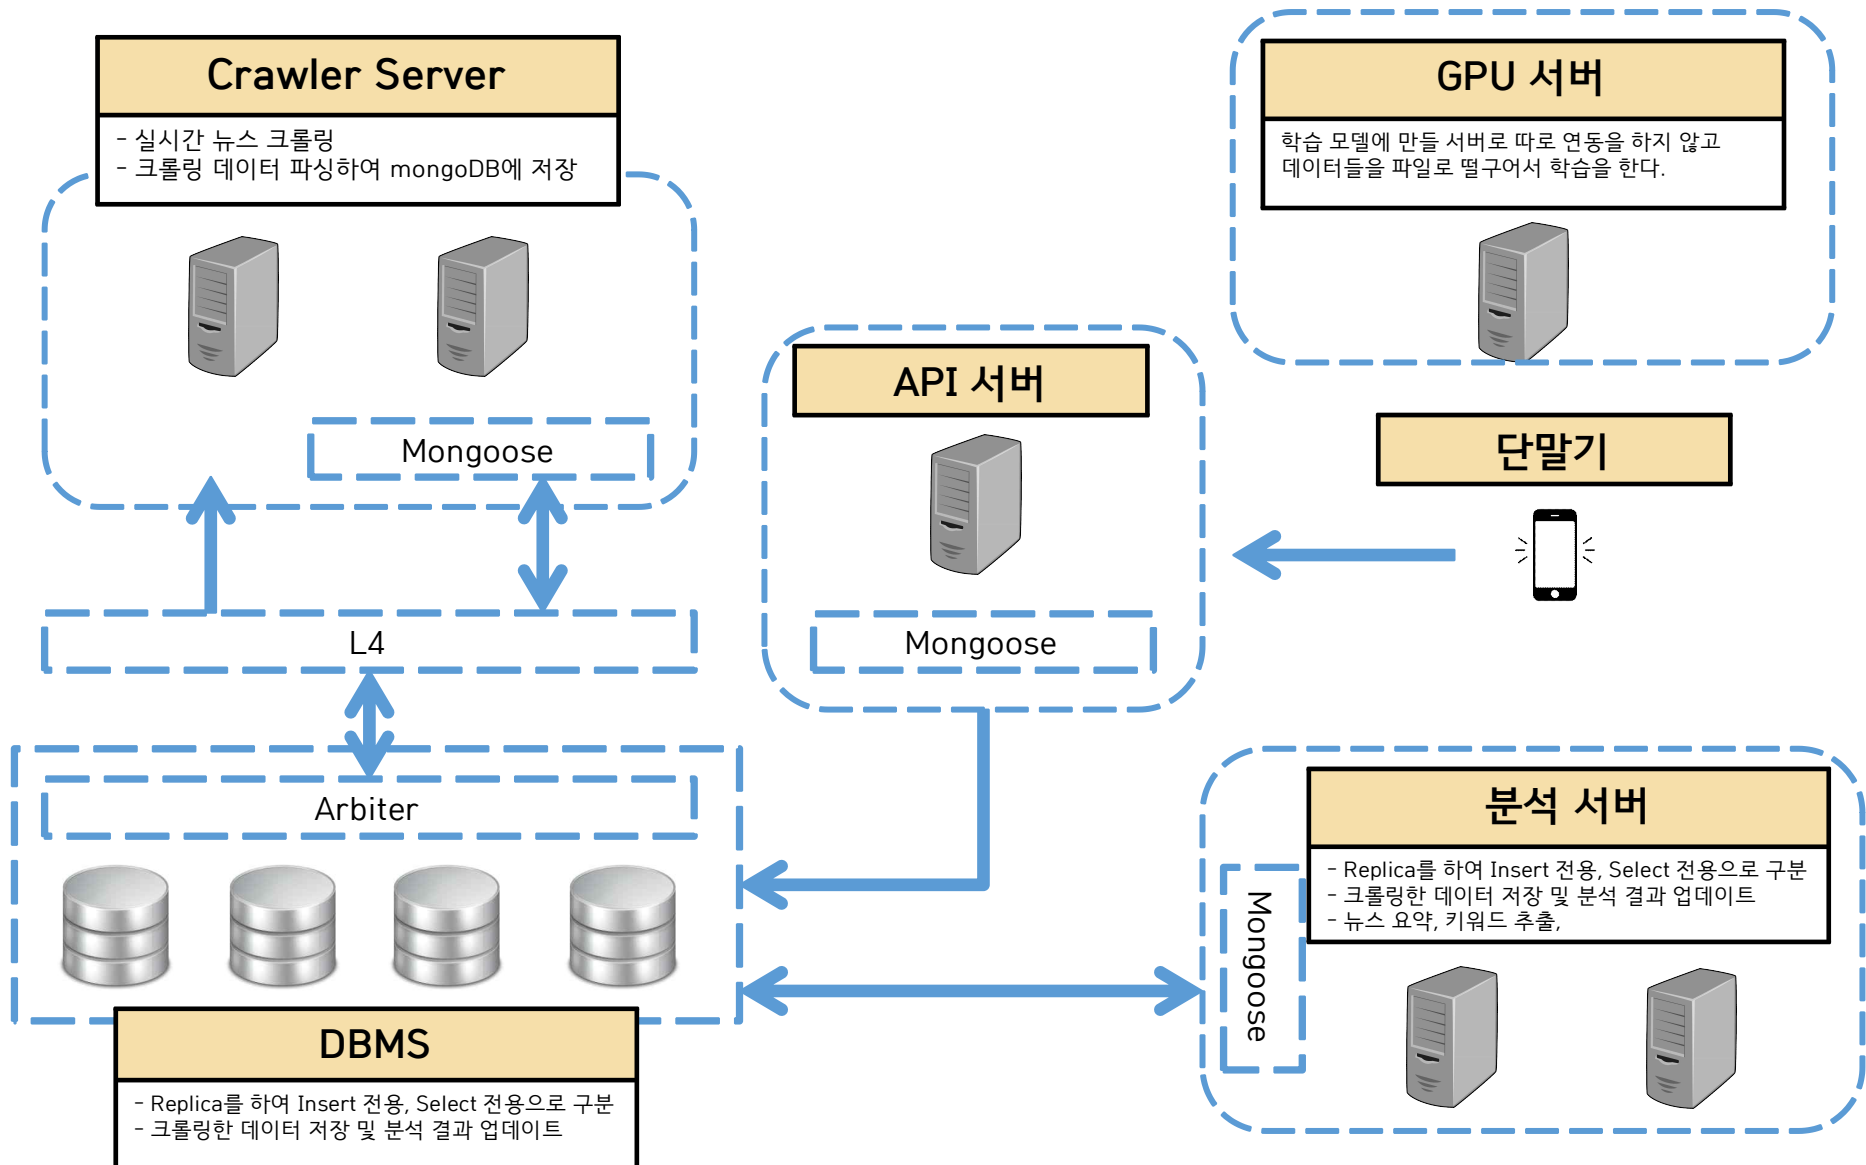 Crawler Server
- 실시간 뉴스 크롤링
- 크롤링 데이터 파싱하여 mongoDB에 저장
Mongoose
L4
Arbiter
DBMS
- Replica를 하여 Insert 전용, Select 전용으로 구분
- 크롤링한 데이터 저장 및 분석 결과 업데이트
API 서버
Mongoose
GPU 서버
학습 모델에 만들 서버로 따로 연동을 하지 않고
데이터들을 파일로 떨구어서 학습을 한다.
단말기
분석 서버
- Replica를 하여 Insert 전용, Select 전용으로 구분
- 크롤링한 데이터 저장 및 분석 결과 업데이트
- 뉴스 요약, 키워드 추출,
Mongoose